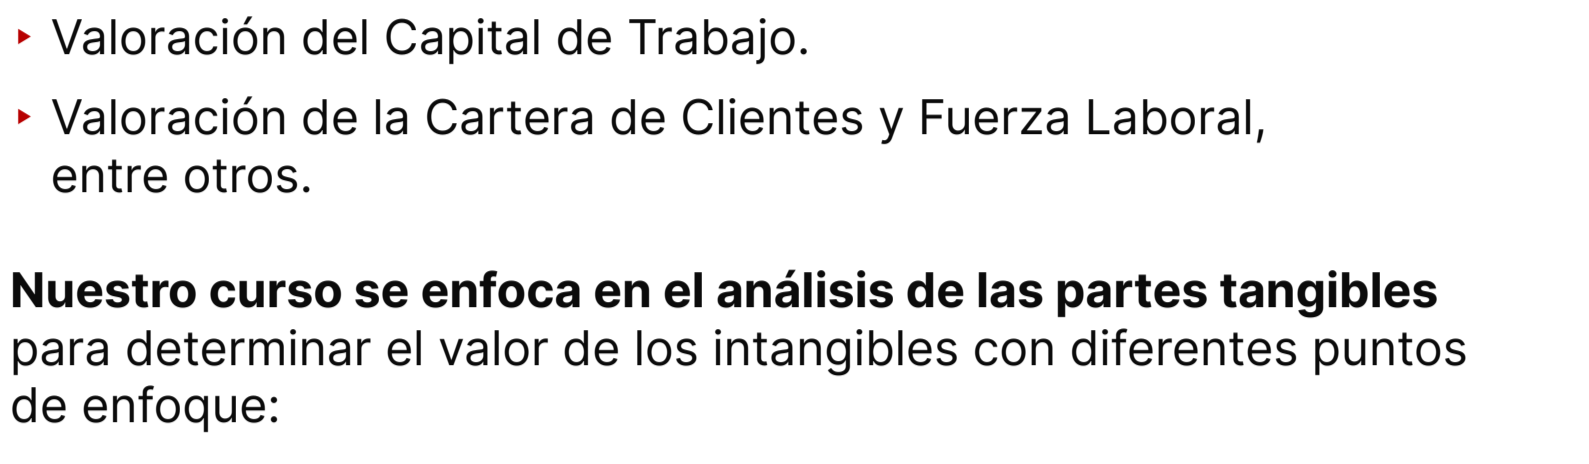 ‣ Valoración del Capital de Trabajo.
‣ Valoración de la Cartera de Clientes y Fuerza Laboral,
entre otros.
Nuestro curso se enfoca en el análisis de las partes tangibles
para determinar el valor de los intangibles con diferentes puntos
de enfoque: